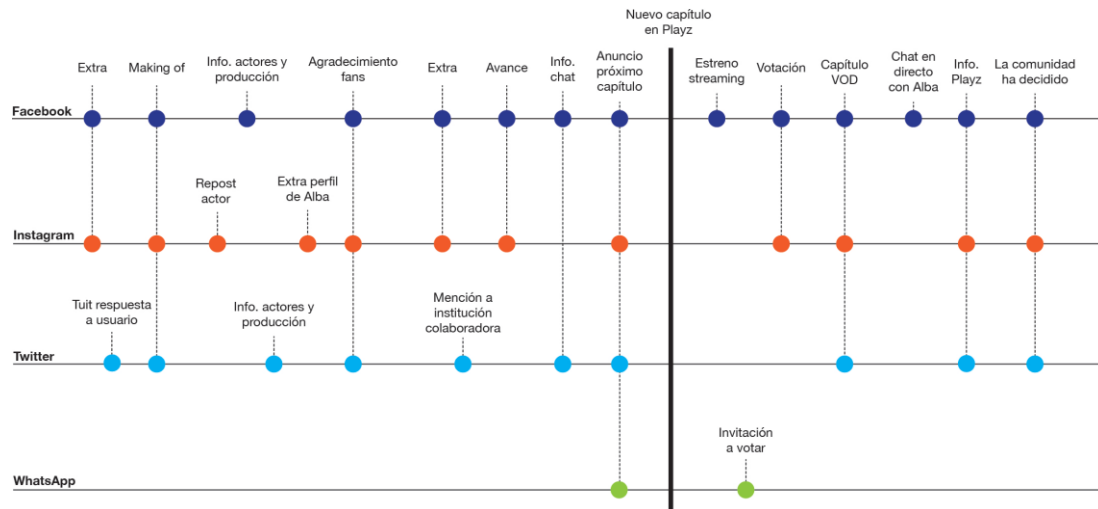 Nuevo capítulo
en Playz
Extra
Making of
Info. actores y
producción
Agradecimiento
fans
Extra
Avance
Info.
chat
Anuncio
próximo
capítulo
Estreno
streaming
Votación
Capítulo
VOD
Chat en
directo
con Alba
Info.
Playz
La comunidad
ha decidido
Facebook
Repost
actor
Extra perfil
de Alba
Instagram
Tuit respuesta
a usuario
Info. actores y
producción
Mención a
institución
colaboradora
Twitter
Invitación
a votar
WhatsApp